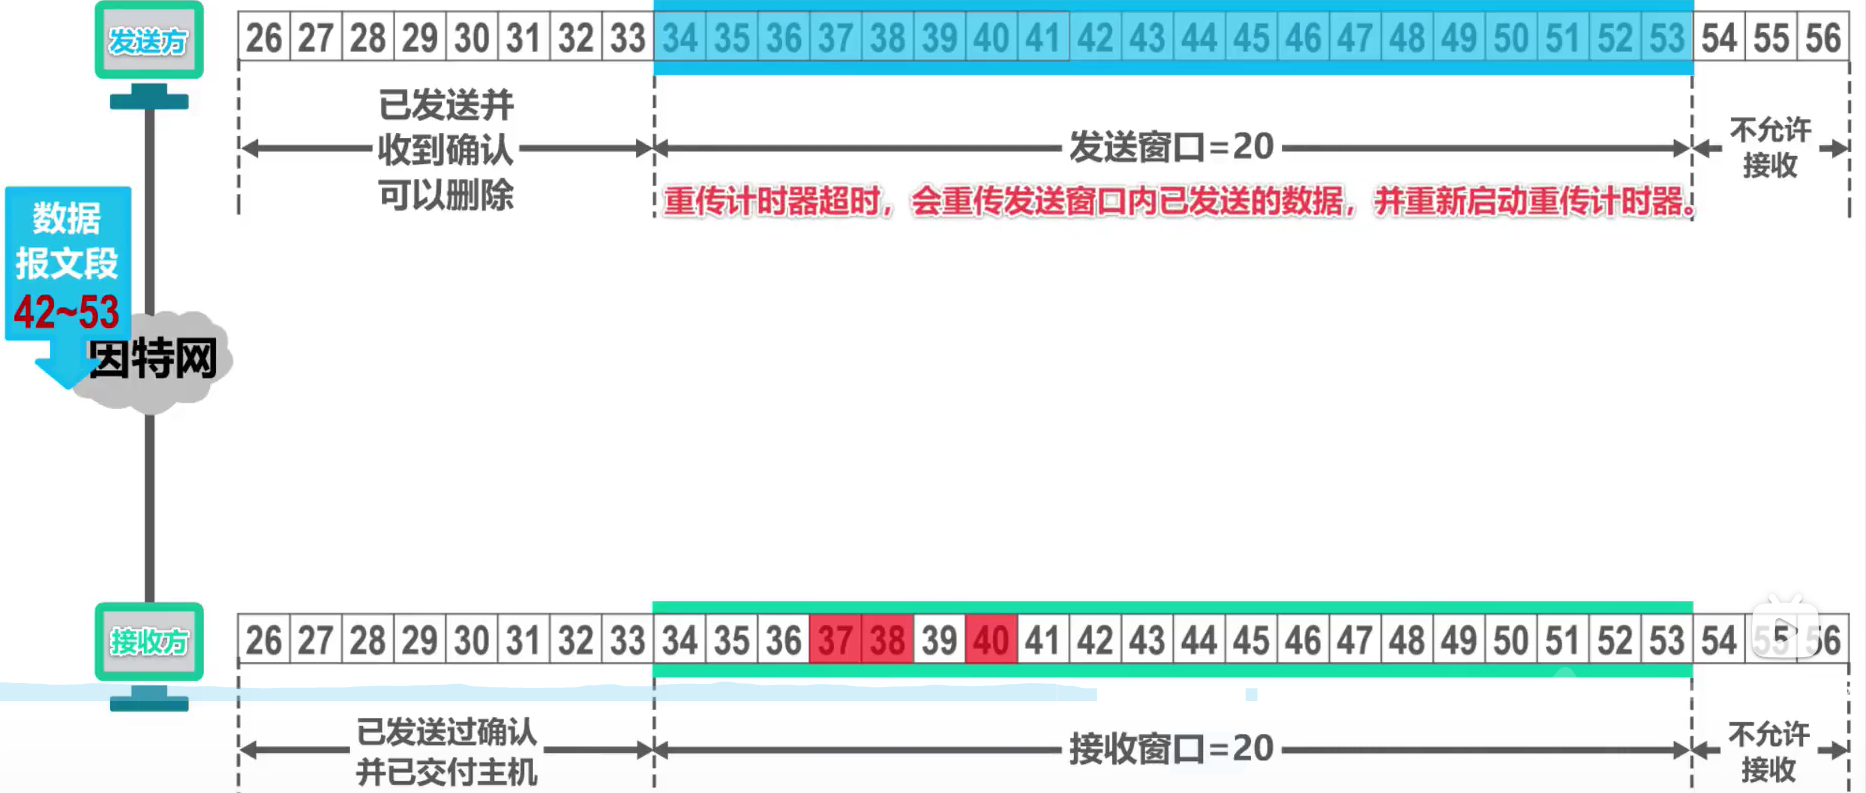 发送方
26 27 28 29 30 31 32 33 34 35 36 37 38 39 40 41 42 43 44 45 46 47 48 49 50 51 52 53 54 55 56
已发送并
收到确认
可以删除
发送窗口=20
不允许
接收
重传计时器超时，会重传发送窗口内已发送的数据，并重新启动重传计时器。
数据
报文段
42~53
因特网
接收方
26 27 28 29 30 31 32 33 34 35 36 37 38 39 40 41 42 43 44 45 46 47 48 49 50 51 52 53 54 55 56
已发送过确认
并已交付主机
接收窗口=20
不允许
接收